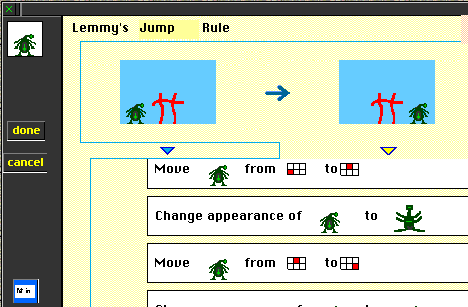 Lemmy's Jump Rule
done
cancel
Move from to
Change appearance of to
Move from to